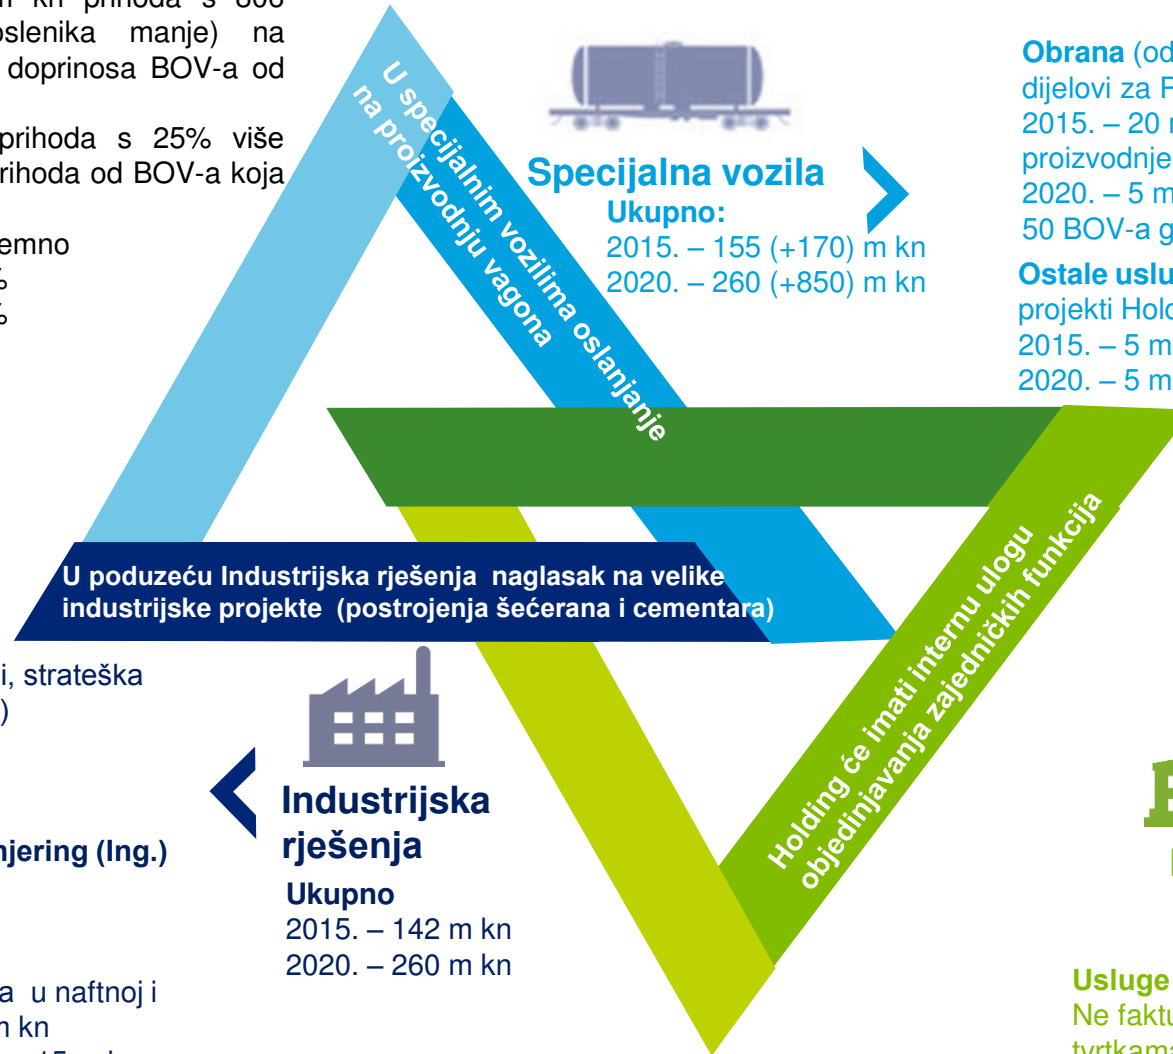 prihoda s 806
oslenika manje) na
doprinosa BOV-a od
prihoda s 25% više
rihoda od BOV-a koja
emno
%
%
U specijalnim vozilima oslanjanje
na proizvodnju vagona
Specijalna vozila
Ukupno:
2015. – 155 (+170) m kn
2020. – 260 (+850) m kn
Obrana (od
dijelovi za P
2015. – 20
proizvodnje
2020. – 5 m
50 BOV-a g
Ostale uslu
projekti Hold
2015. – 5 m
2020. – 5 m
U poduzeću Industrijska rješenja naglasak na velike
industrijske projekte (postrojenja šećerana i cementara)
Holding će imati internu ulogu
objedinjavanja zajedničkih funkcija
i, strateška
)
Industrijska
rješenja
Ukupno
2015. – 142 m kn
2020. – 260 m kn
njering (Ing.)
a u naftnoj i
kn
Usluge
Ne faktu